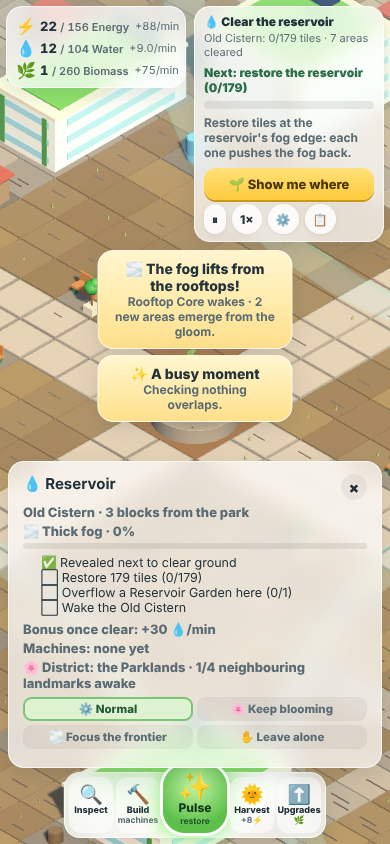 ⚡ 22 / 156 Energy +88/min
💧 12 / 104 Water +9.0/min
🌿 1 / 260 Biomass +75/min
💧 Clear the reservoir
Old Cistern: 0/179 tiles · 7 areas
cleared
Next: restore the reservoir
(0/179)
Restore tiles at the
reservoir's fog edge: each
one pushes the fog back.
🌱 Show me where
⏸ 1× ⚙️ 📋
🌫️ The fog lifts from
the rooftops!
Rooftop Core wakes · 2
new areas emerge from the
gloom.
✨ A busy moment
Checking nothing
overlaps.
💧 Reservoir
✖
Old Cistern · 3 blocks from the park
🌫️ Thick fog · 0%
✅ Revealed next to clear ground
⬜ Restore 179 tiles (0/179)
⬜ Overflow a Reservoir Garden here (0/1)
⬜ Wake the Old Cistern
Bonus once clear: +30 💧/min
Machines: none yet
🌸 District: the Parklands · 1/4 neighbouring
landmarks awake
⚙️ Normal
🌸 Keep blooming
🌫️ Focus the frontier
✋ Leave alone
🔍 Inspect
🔨 Build
machines
✨ Pulse
restore
🌞 Harvest
+8⚡
⬆️ Upgrades
🌿